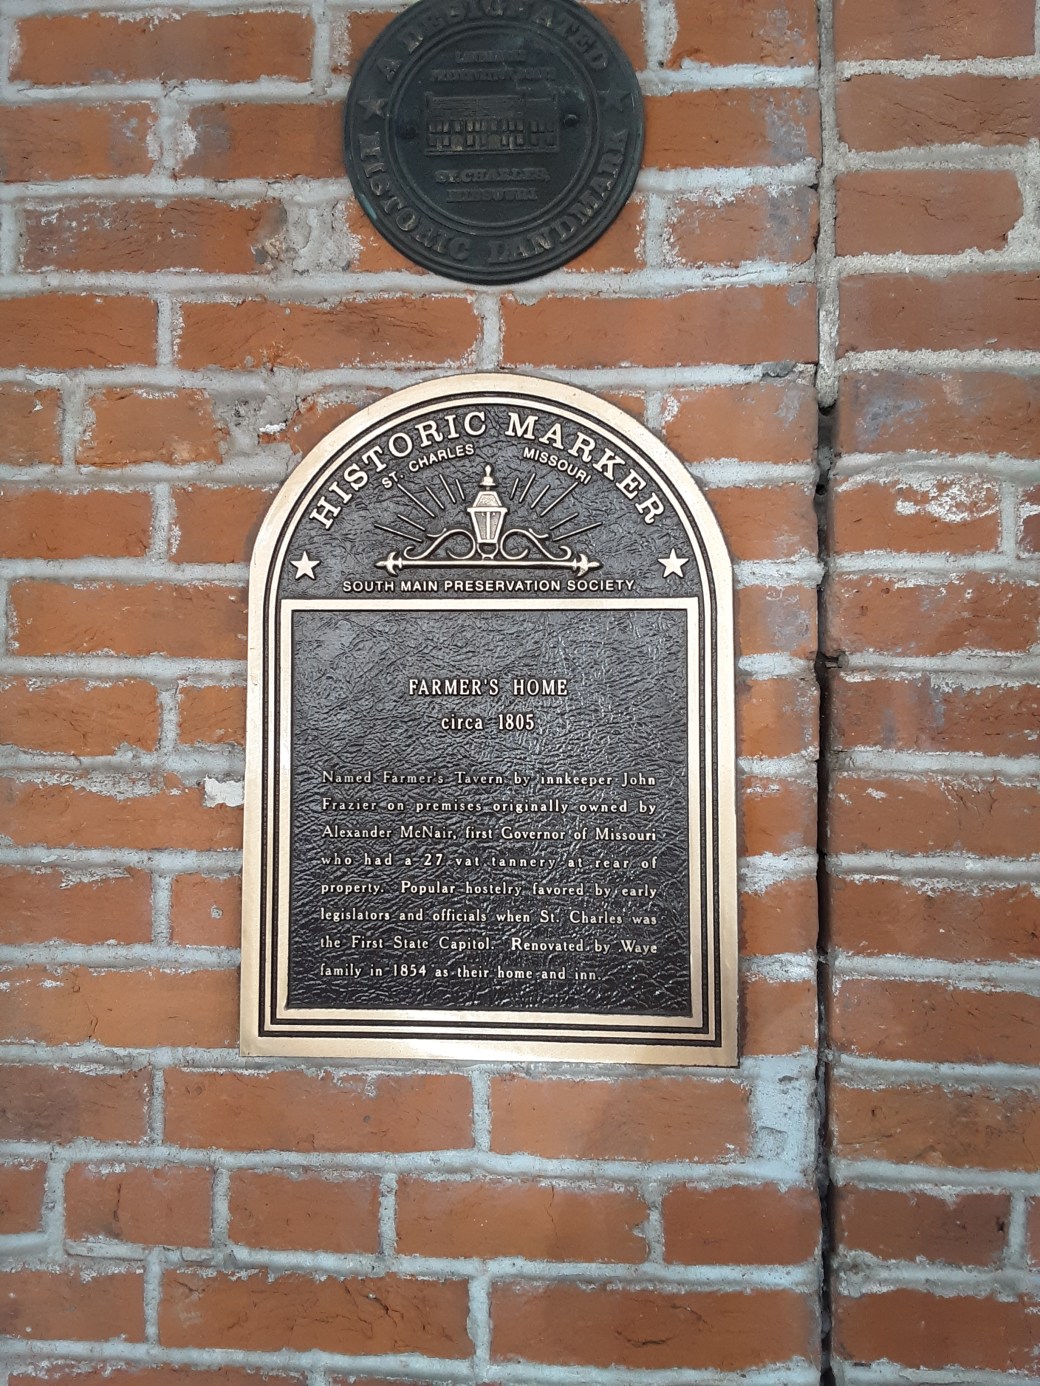 A DESIGNATED
LANDMARKS
PRESERVATION BOARD
ST. CHARLES,
MISSOURI
HISTORIC LANDMARK
HISTORIC MARKER
ST. CHARLES MISSOURI
SOUTH MAIN PRESERVATION SOCIETY
FARMER'S HOME
circa 1805
Named Farmer's Tavern by innkeeper John
Frazier on premises originally owned by
Alexander McNair, first Governor of Missouri
who had a 27 vat tannery at rear of
property. Popular hostelry favored by early
legislators and officials when St. Charles was
the First State Capitol. Renovated by Waye
family in 1854 as their home and inn.